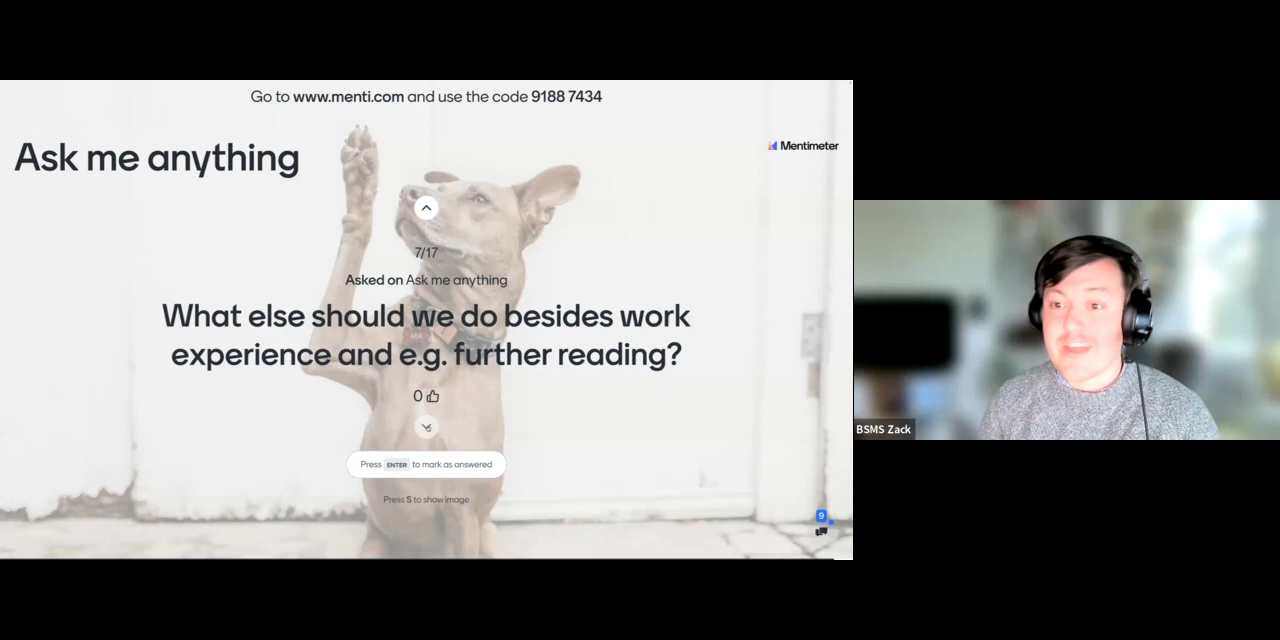 Go to www.menti.com and use the code 9188 7434
Ask me anything
Mentimeter
7/17
Asked on Ask me anything
What else should we do besides work
experience and e.g. further reading?
0
Press ENTER to mark as answered
Press S to show image
9
BSMS Zack